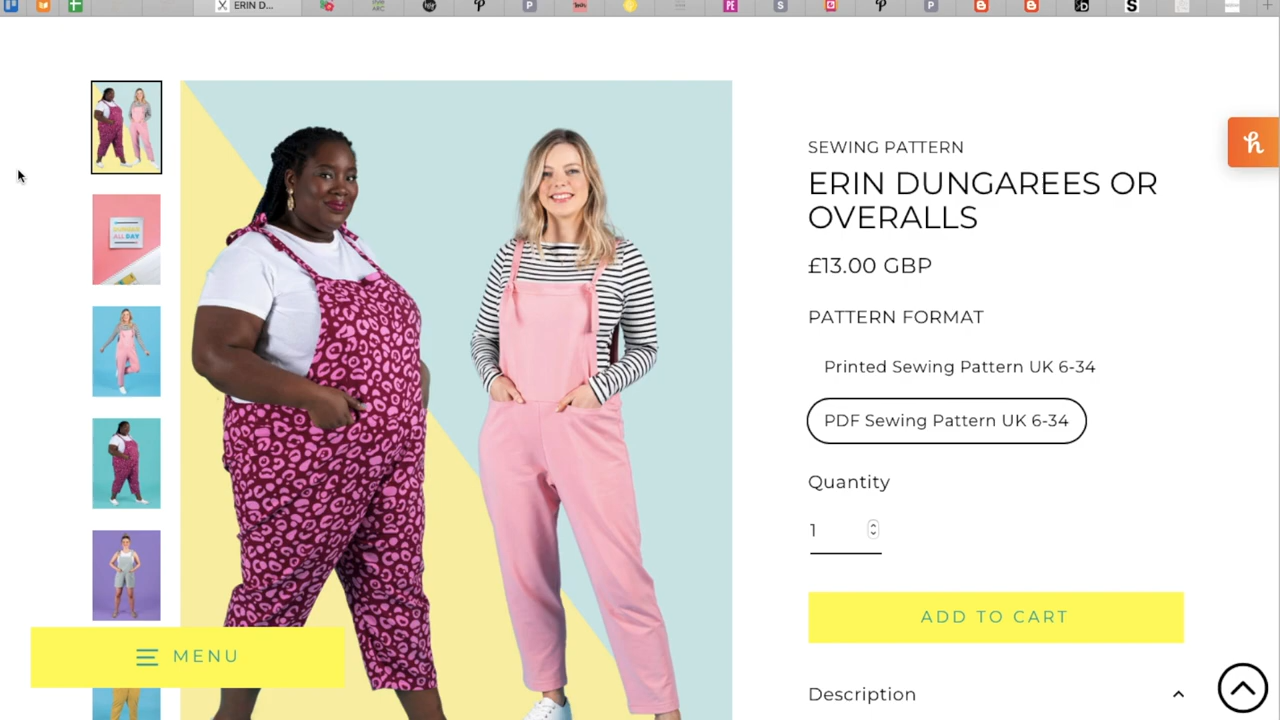 ERIN D...
SEWING PATTERN
ERIN DUNGAREES OR
OVERALLS
£13.00 GBP
PATTERN FORMAT
Printed Sewing Pattern UK 6-34
PDF Sewing Pattern UK 6-34
Quantity
1
ADD TO CART
Description
MENU